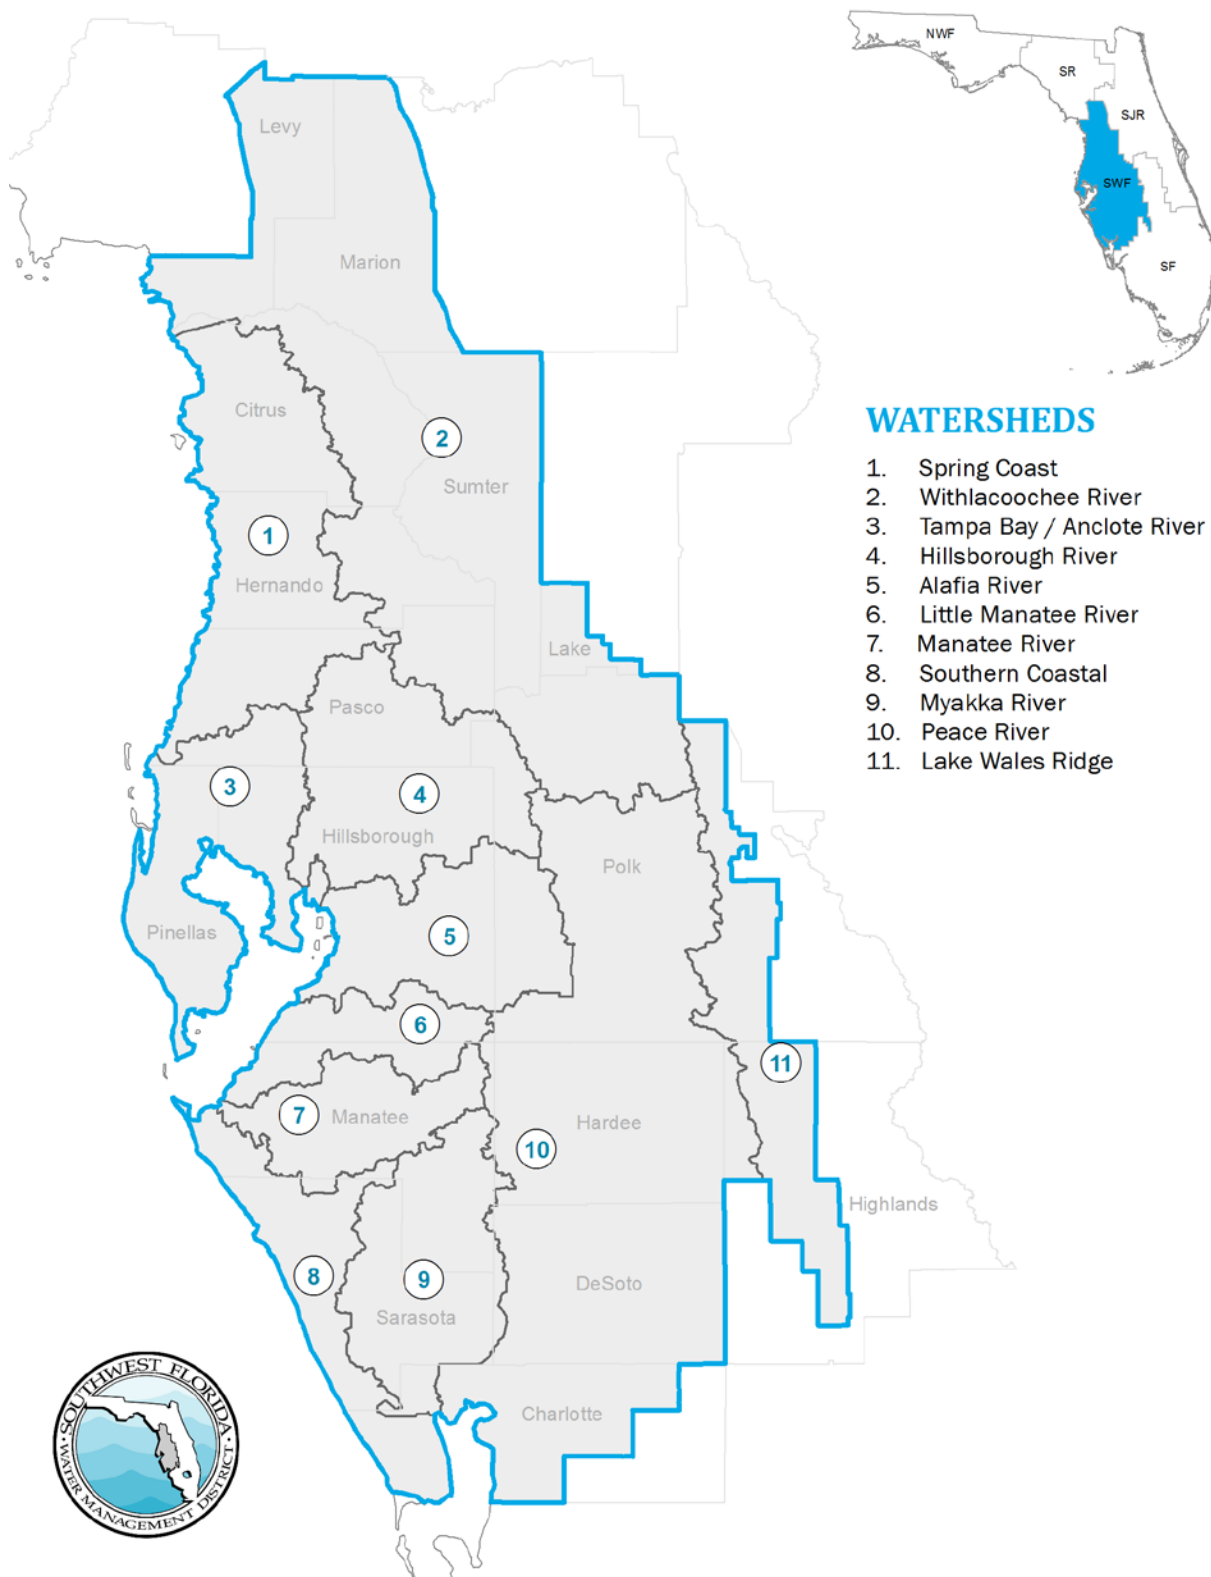 NWF
SR
SJR
SWF
SF
Levy
Marion
Citrus
2
Sumter
1
Hernando
Lake
Pasco
3
4
Hillsborough
Polk
Pinellas
5
6
11
7
Manatee
Hardee
10
Highlands
8
9
DeSoto
Sarasota
Charlotte
WATERSHEDS
1. Spring Coast
2. Withlacoochee River
3. Tampa Bay / Anclote River
4. Hillsborough River
5. Alafia River
6. Little Manatee River
7. Manatee River
8. Southern Coastal
9. Myakka River
10. Peace River
11. Lake Wales Ridge
SOUTHWEST FLORIDA
WATER MANAGEMENT DISTRICT